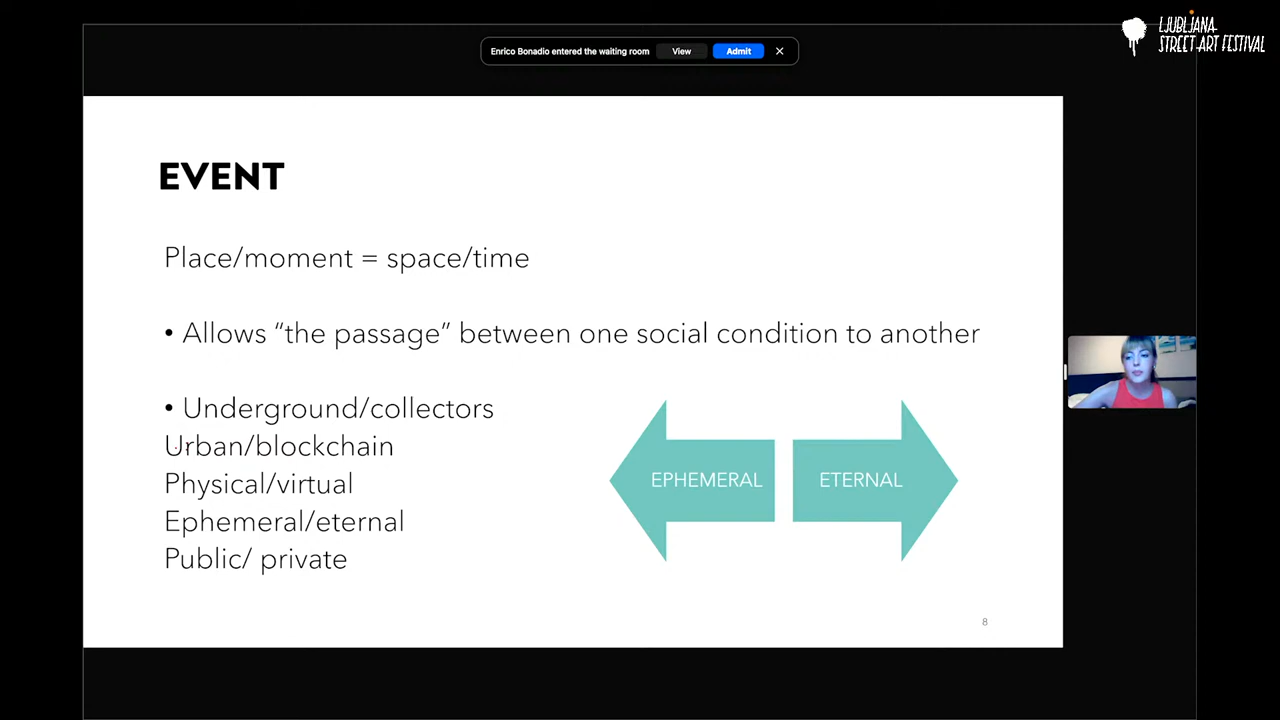 LJUBLJANA
STREET ART FESTIVAL
Enrico Bonadio entered the waiting room View Admit
EVENT
Place/moment = space/time
• Allows “the passage” between one social condition to another
• Underground/collectors
Urban/blockchain
Physical/virtual
Ephemeral/eternal
Public/ private
EPHEMERAL
ETERNAL
8